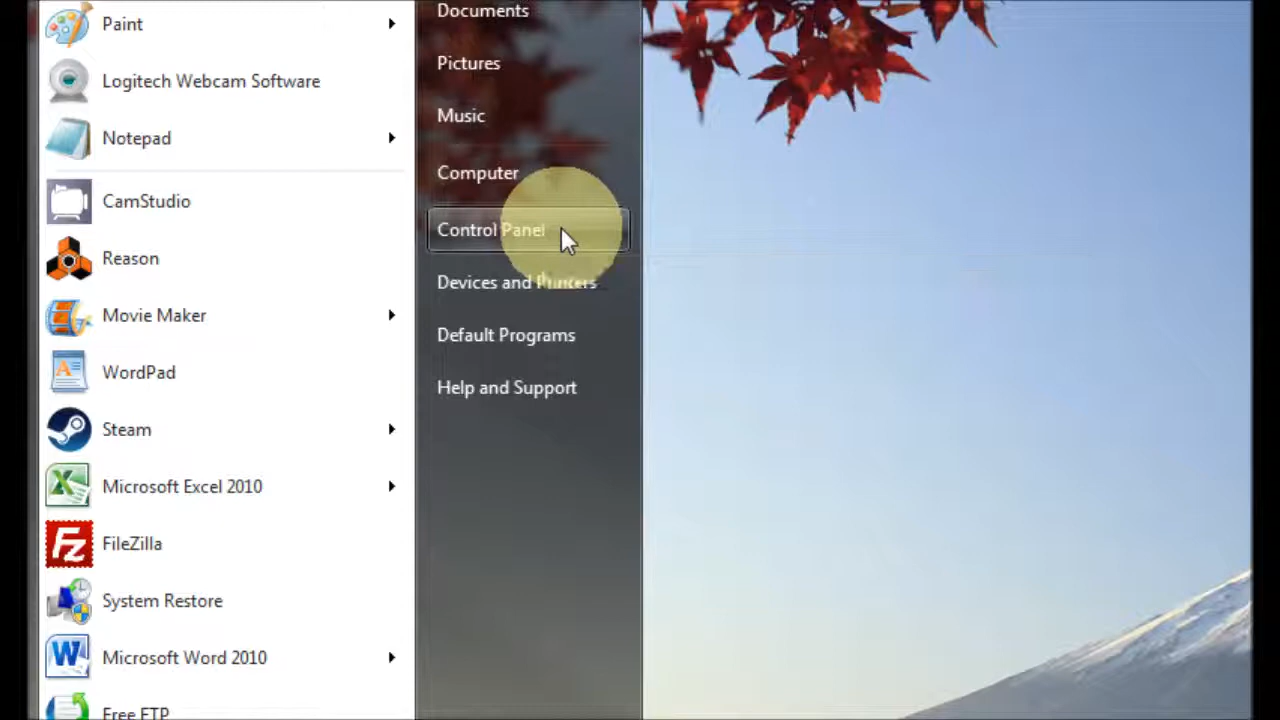 Paint
Logitech Webcam Software
Notepad
CamStudio
Reason
Movie Maker
WordPad
Steam
Microsoft Excel 2010
FileZilla
System Restore
Microsoft Word 2010
Free FTP
Documents
Pictures
Music
Computer
Control Panel
Devices and Printers
Default Programs
Help and Support